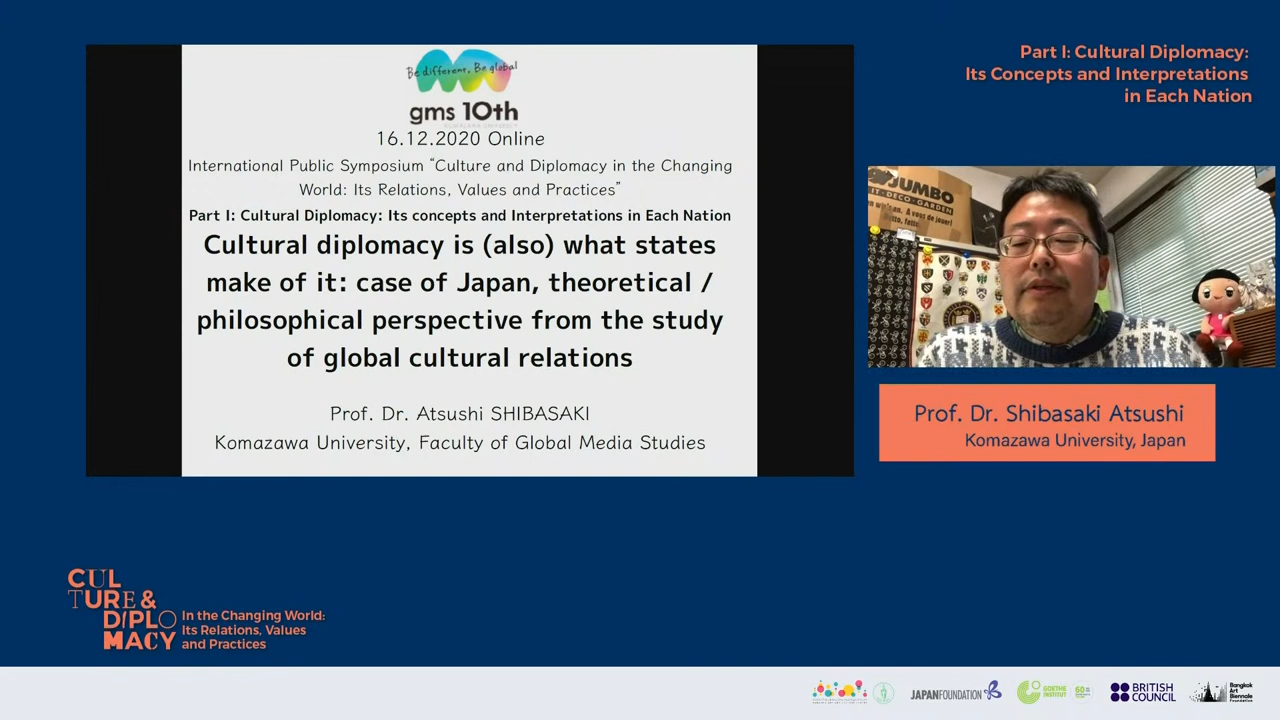 Part I: Cultural Diplomacy:
Its Concepts and Interpretations
in Each Nation
Be different, Be global
gms 10th
16.12.2020 Online
International Public Symposium “Culture and Diplomacy in the Changing
World: Its Relations, Values and Practices”
Part I: Cultural Diplomacy: Its concepts and Interpretations in Each Nation
Cultural diplomacy is (also) what states
make of it: case of Japan, theoretical /
philosophical perspective from the study
of global cultural relations
Prof. Dr. Atsushi SHIBASAKI
Komazawa University, Faculty of Global Media Studies
JUMBO
IT-DECO-GARDEN
Prof. Dr. Shibasaki Atsushi
Komazawa University, Japan
CUL
TURE &
DIPLO
MACY
In the Changing World:
Its Relations, Values
and Practices
JAPANFOUNDATION
GOETHE
INSTITUT
60
BRITISH
COUNCIL
Bangkok
Art
Biennale
Foundation